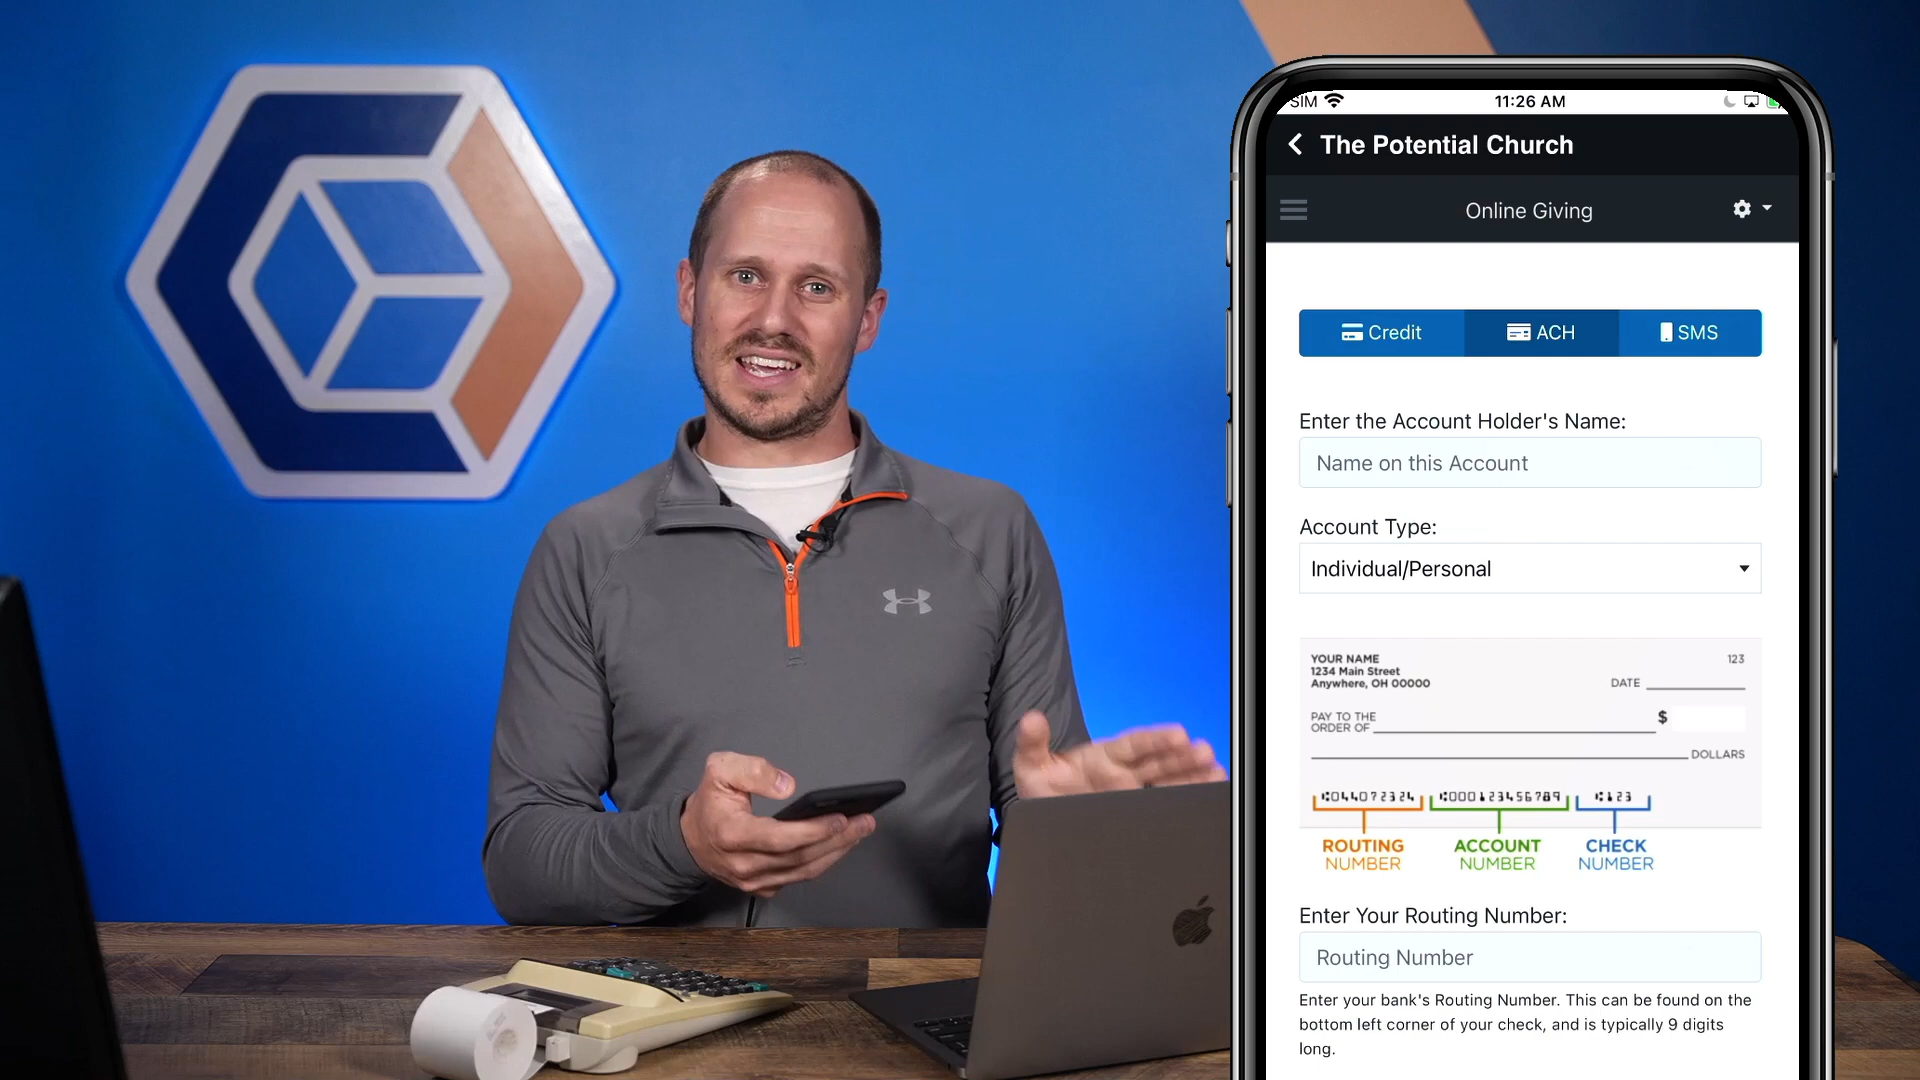 SIM 11:26 AM
The Potential Church
Online Giving
Credit ACH SMS
Enter the Account Holder's Name:
Name on this Account
Account Type:
Individual/Personal
YOUR NAME 123
1234 Main Street
Anywhere, OH 00000
DATE
PAY TO THE
ORDER OF $
DOLLARS
⑆044072324 ⑆000123456789 ⑆123
ROUTING NUMBER
ACCOUNT NUMBER
CHECK NUMBER
Enter Your Routing Number:
Routing Number
Enter your bank's Routing Number. This can be found on the
bottom left corner of your check, and is typically 9 digits
long.